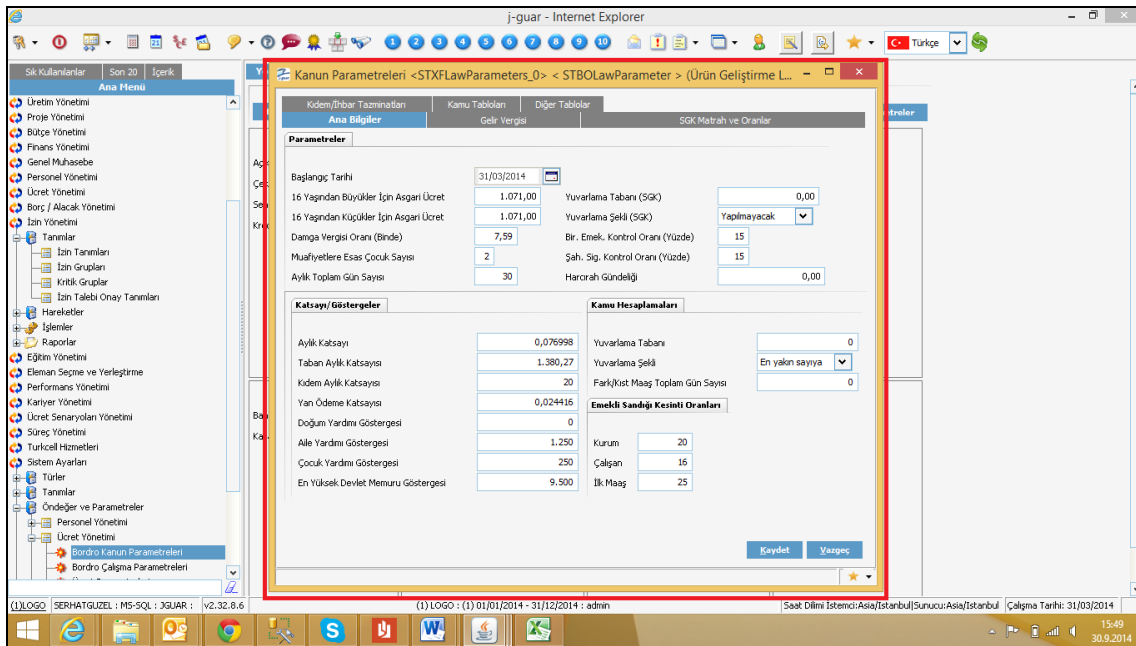 j-guar - Internet Explorer
1 2 3 4 5 6 7 8 9 10
Türkçe
Sık Kullanılanlar Son 20 İçerik
Ana Menü
Üretim Yönetimi
Proje Yönetimi
Bütçe Yönetimi
Finans Yönetimi
Genel Muhasebe
Personel Yönetimi
Ücret Yönetimi
Borç / Alacak Yönetimi
İzin Yönetimi
Tanımlar
İzin Tanımları
İzin Grupları
Kritik Gruplar
İzin Talebi Onay Tanımları
Hareketler
İşlemler
Raporlar
Eğitim Yönetimi
Eleman Seçme ve Yerleştirme
Performans Yönetimi
Kariyer Yönetimi
Ücret Senaryoları Yönetimi
Süreç Yönetimi
Turkcell Hizmetleri
Sistem Ayarları
Türler
Tanımlar
Öndeğer ve Parametreler
Personel Yönetimi
Ücret Yönetimi
Bordro Kanun Parametreleri
Bordro Çalışma Parametreleri
Kanun Parametreleri <STXFLawParameters_0> < STBOLawParameter > (Ürün Geliştirme L...
Kıdem/İhbar Tazminatları Kamu Tabloları Diğer Tablolar
Ana Bilgiler Gelir Vergisi SGK Matrah ve Oranlar
Parametreler
Başlangıç Tarihi 31/03/2014
16 Yaşından Büyükler İçin Asgari Ücret 1.071,00 Yuvarlama Tabanı (SGK) 0,00
16 Yaşından Küçükler İçin Asgari Ücret 1.071,00 Yuvarlama Şekli (SGK) Yapılmayacak
Damga Vergisi Oranı (Binde) 7,59 Bir. Emek. Kontrol Oranı (Yüzde) 15
Muafiyetlere Esas Çocuk Sayısı 2 Şah. Sig. Kontrol Oranı (Yüzde) 15
Aylık Toplam Gün Sayısı 30 Harcırah Gündeliği 0,00
Katsayı/Göstergeler Kamu Hesaplamaları
Aylık Katsayı 0,076998 Yuvarlama Tabanı 0
Taban Aylık Katsayısı 1.380,27 Yuvarlama Şekli En yakın sayıya
Kıdem Aylık Katsayısı 20 Fark/Kıst Maaş Toplam Gün Sayısı 0
Yan Ödeme Katsayısı 0,024416 Emekli Sandığı Kesinti Oranları
Doğum Yardımı Göstergesi 0
Aile Yardımı Göstergesi 1.250 Kurum 20
Çocuk Yardımı Göstergesi 250 Çalışan 16
En Yüksek Devlet Memuru Göstergesi 9.500 İlk Maaş 25
Kaydet Vazgeç
(1)LOGO SERHATGUZEL : MS-SQL : JGUAR : v2.32.8.6 (1) LOGO : (1) 01/01/2014 - 31/12/2014 : admin Saat Dilimi İstemci:Asia/Istanbul|Sunucu:Asia/Istanbul Çalışma Tarihi: 31/03/2014
15:49
30.9.2014